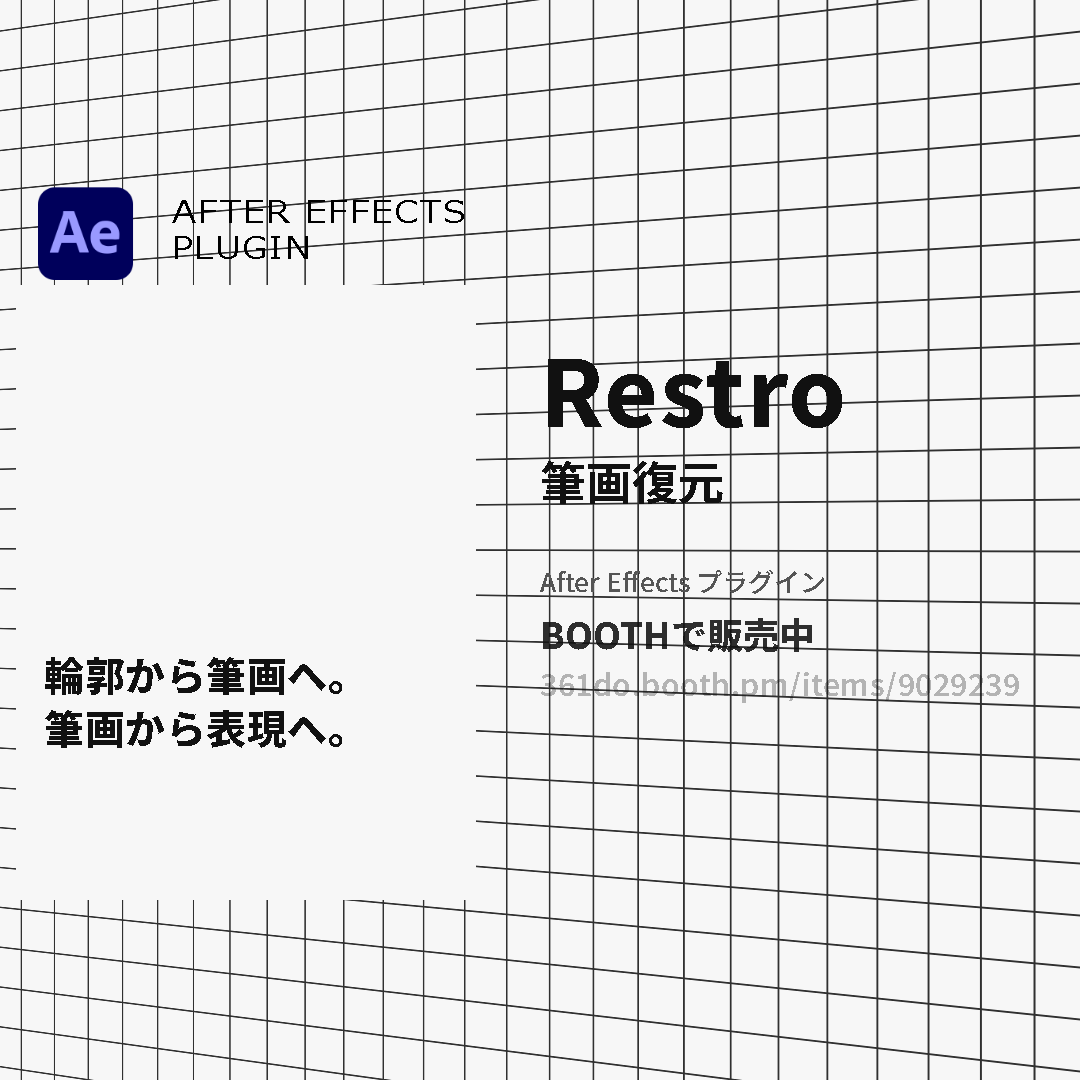 Ae
AFTER EFFECTS
PLUGIN
Restro
筆画復元
After Effects プラグイン
BOOTHで販売中
361do.booth.pm/items/9029239
輪郭から筆画へ。
筆画から表現へ。